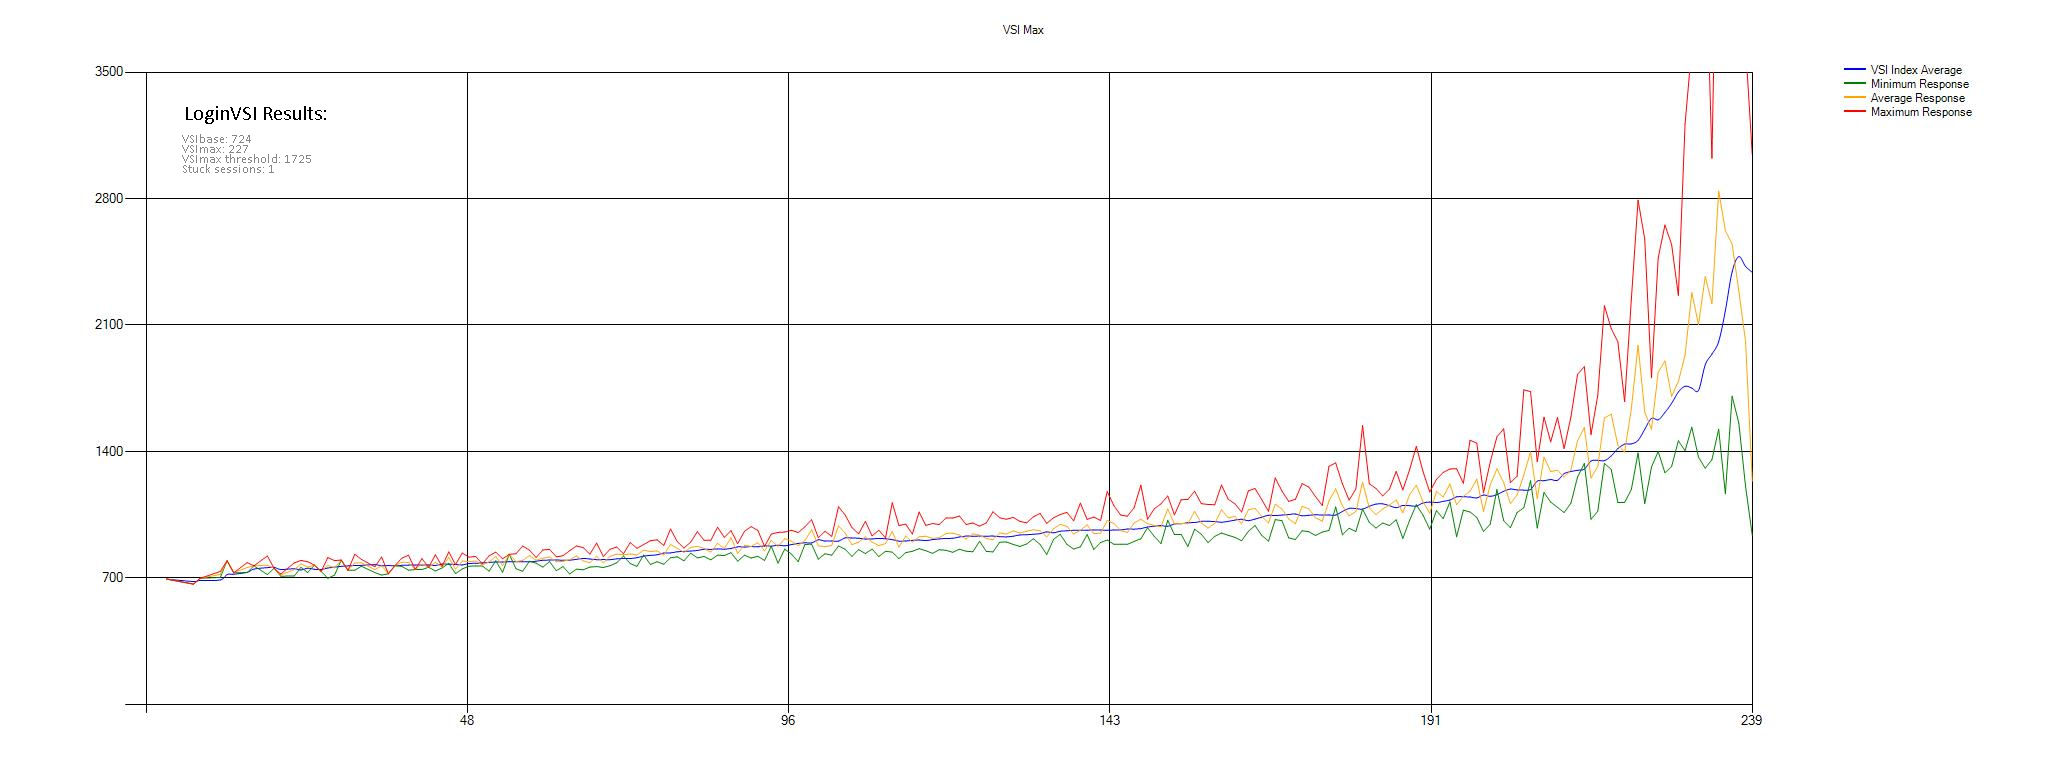 VSI Max
3500
2800
2100
1400
700
48
96
143
191
239
LoginVSI Results:
VSIbase: 724
VSImax: 227
VSImax threshold: 1725
Stuck sessions: 1
VSI Index Average
Minimum Response
Average Response
Maximum Response